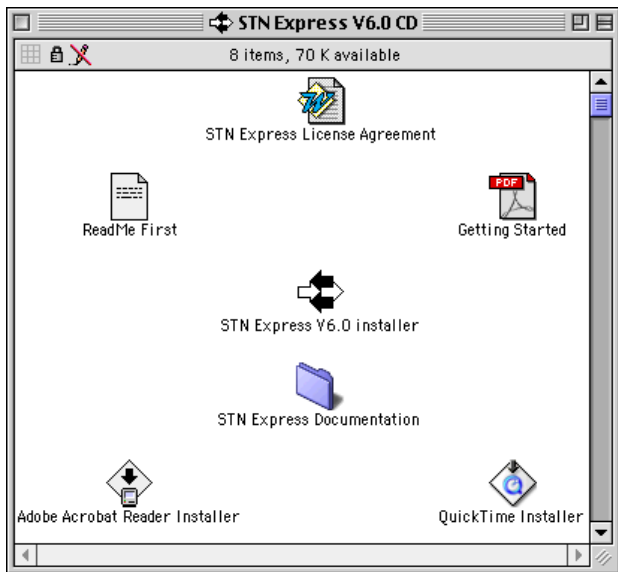 STN Express V6.0 CD
8 items, 70 K available
STN Express License Agreement
ReadMe First
PDF
Getting Started
STN Express V6.0 installer
STN Express Documentation
Adobe Acrobat Reader Installer
QuickTime Installer